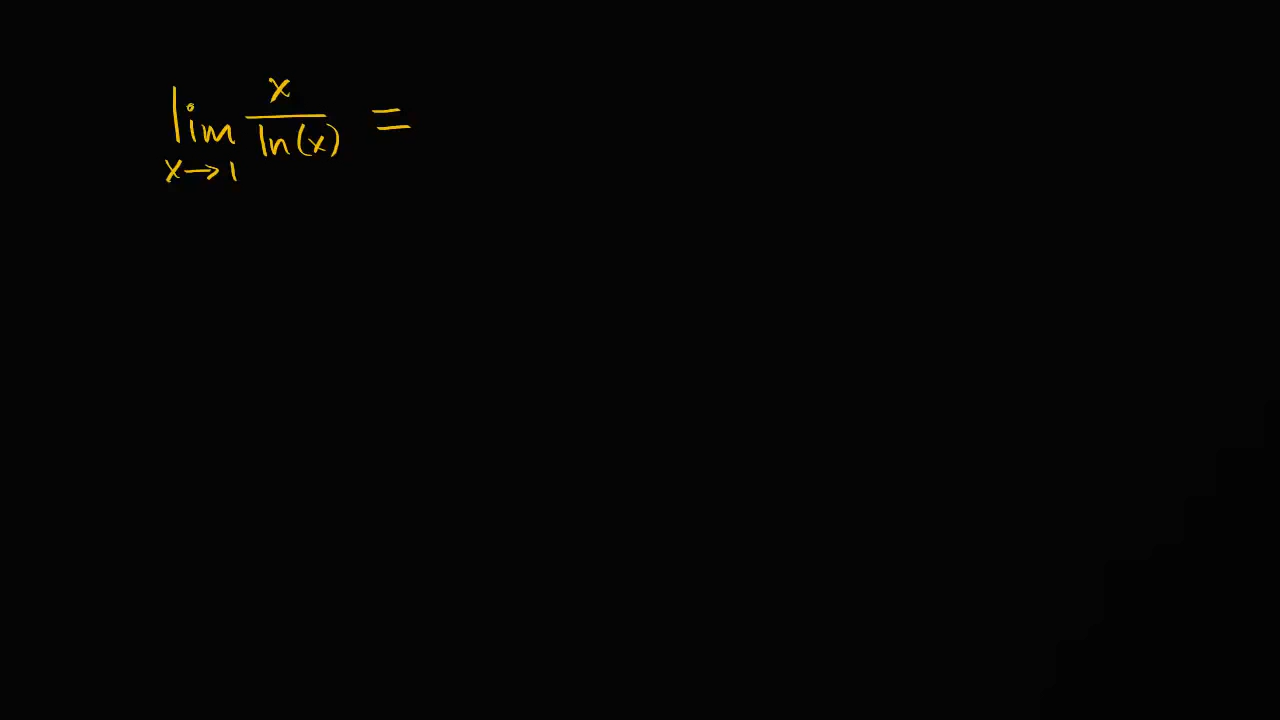 lim x/ln(x) =
x→1